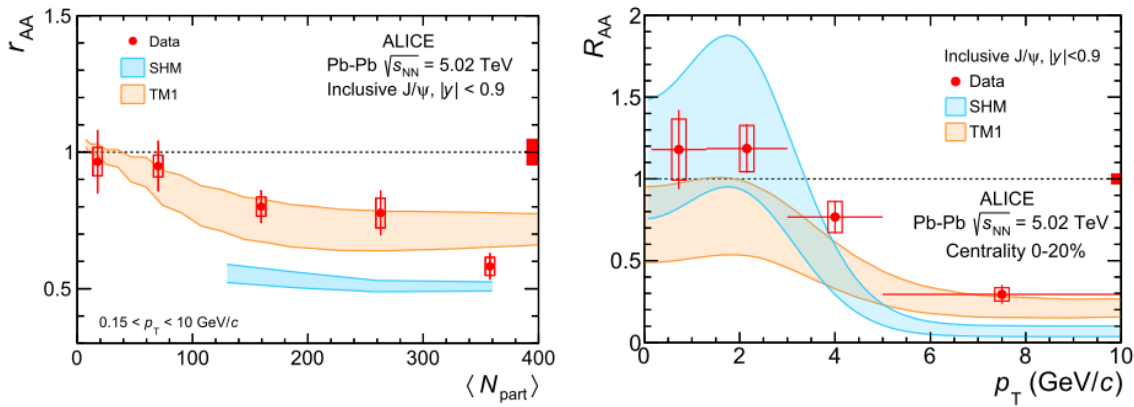 r_AA
1.5
1
0.5
Data
SHM
TM1
ALICE
Pb-Pb √s_NN = 5.02 TeV
Inclusive J/ψ, |y| < 0.9
0.15 < p_T < 10 GeV/c
0 100 200 300 400
⟨ N_part ⟩
R_AA
2
1.5
1
0.5
0
Inclusive J/ψ, |y|<0.9
Data
SHM
TM1
ALICE
Pb-Pb √s_NN = 5.02 TeV
Centrality 0-20%
0 2 4 6 8 10
p_T (GeV/c)